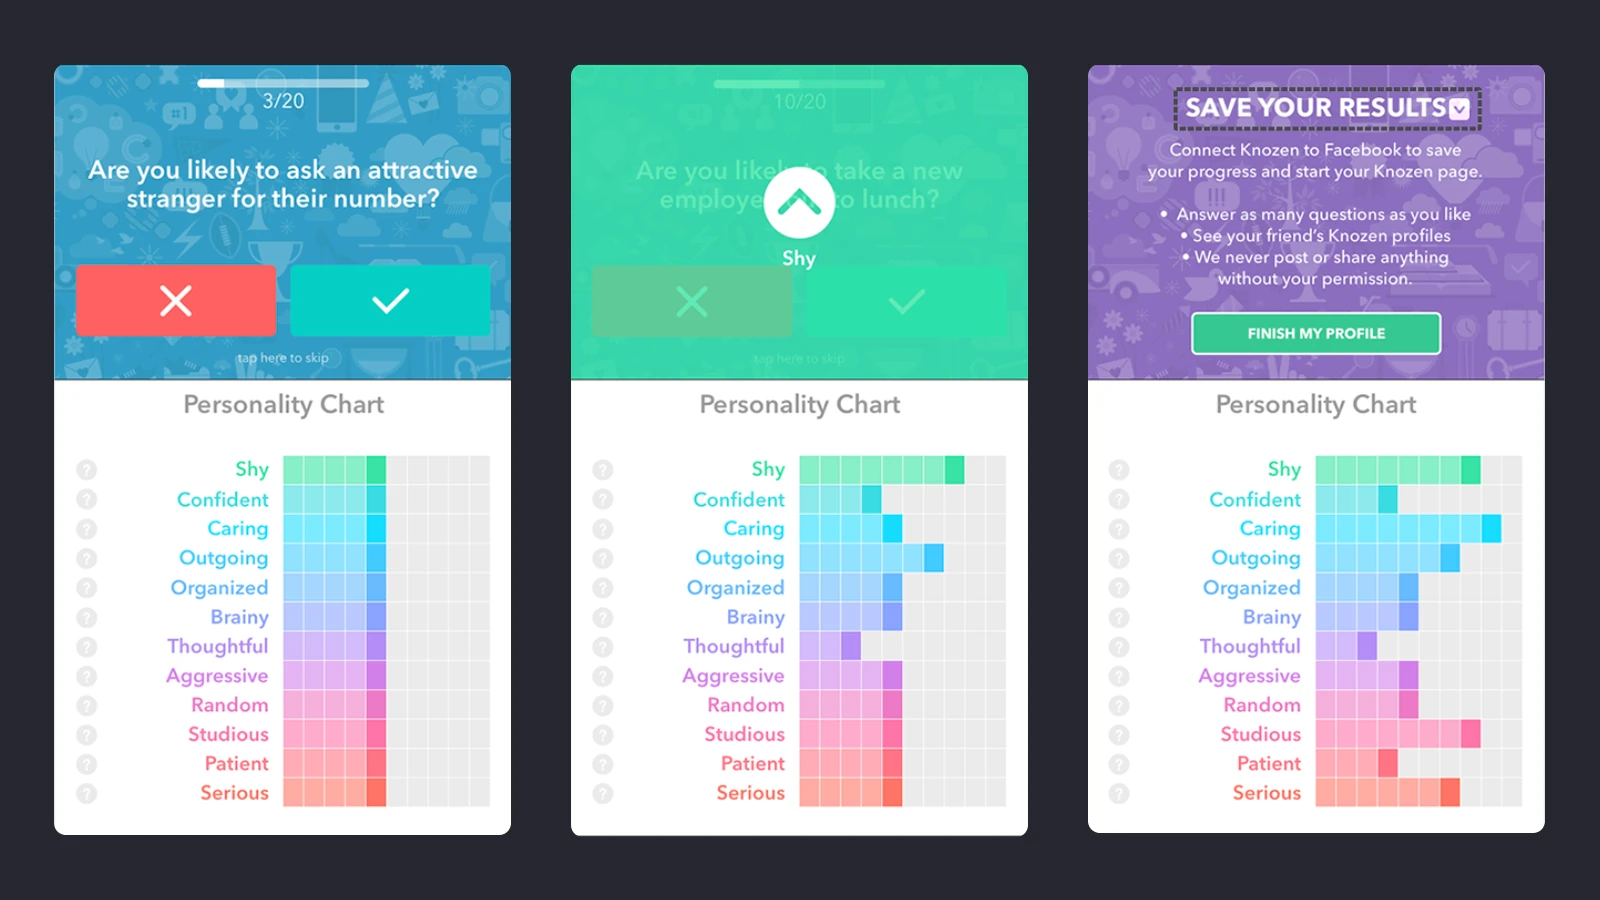 3/20
#1
!!!
Are you likely to ask an attractive
stranger for their number?
tap here to skip
Personality Chart
? Shy
? Confident
? Caring
? Outgoing
? Organized
? Brainy
? Thoughtful
? Aggressive
? Random
? Studious
? Patient
? Serious
10/20
Are you likely to take a new
to lunch?
Shy
tap here to skip
Personality Chart
? Shy
? Confident
? Caring
? Outgoing
? Organized
? Brainy
? Thoughtful
? Aggressive
? Random
? Studious
? Patient
? Serious
SAVE YOUR RESULTS
Connect Knozen to Facebook to save
your progress and start your Knozen page.
!!!
• Answer as many questions as you like
• See your friend's Knozen profiles
• We never post or share anything
without your permission.
FINISH MY PROFILE
Personality Chart
? Shy
? Confident
? Caring
? Outgoing
? Organized
? Brainy
? Thoughtful
? Aggressive
? Random
? Studious
? Patient
? Serious